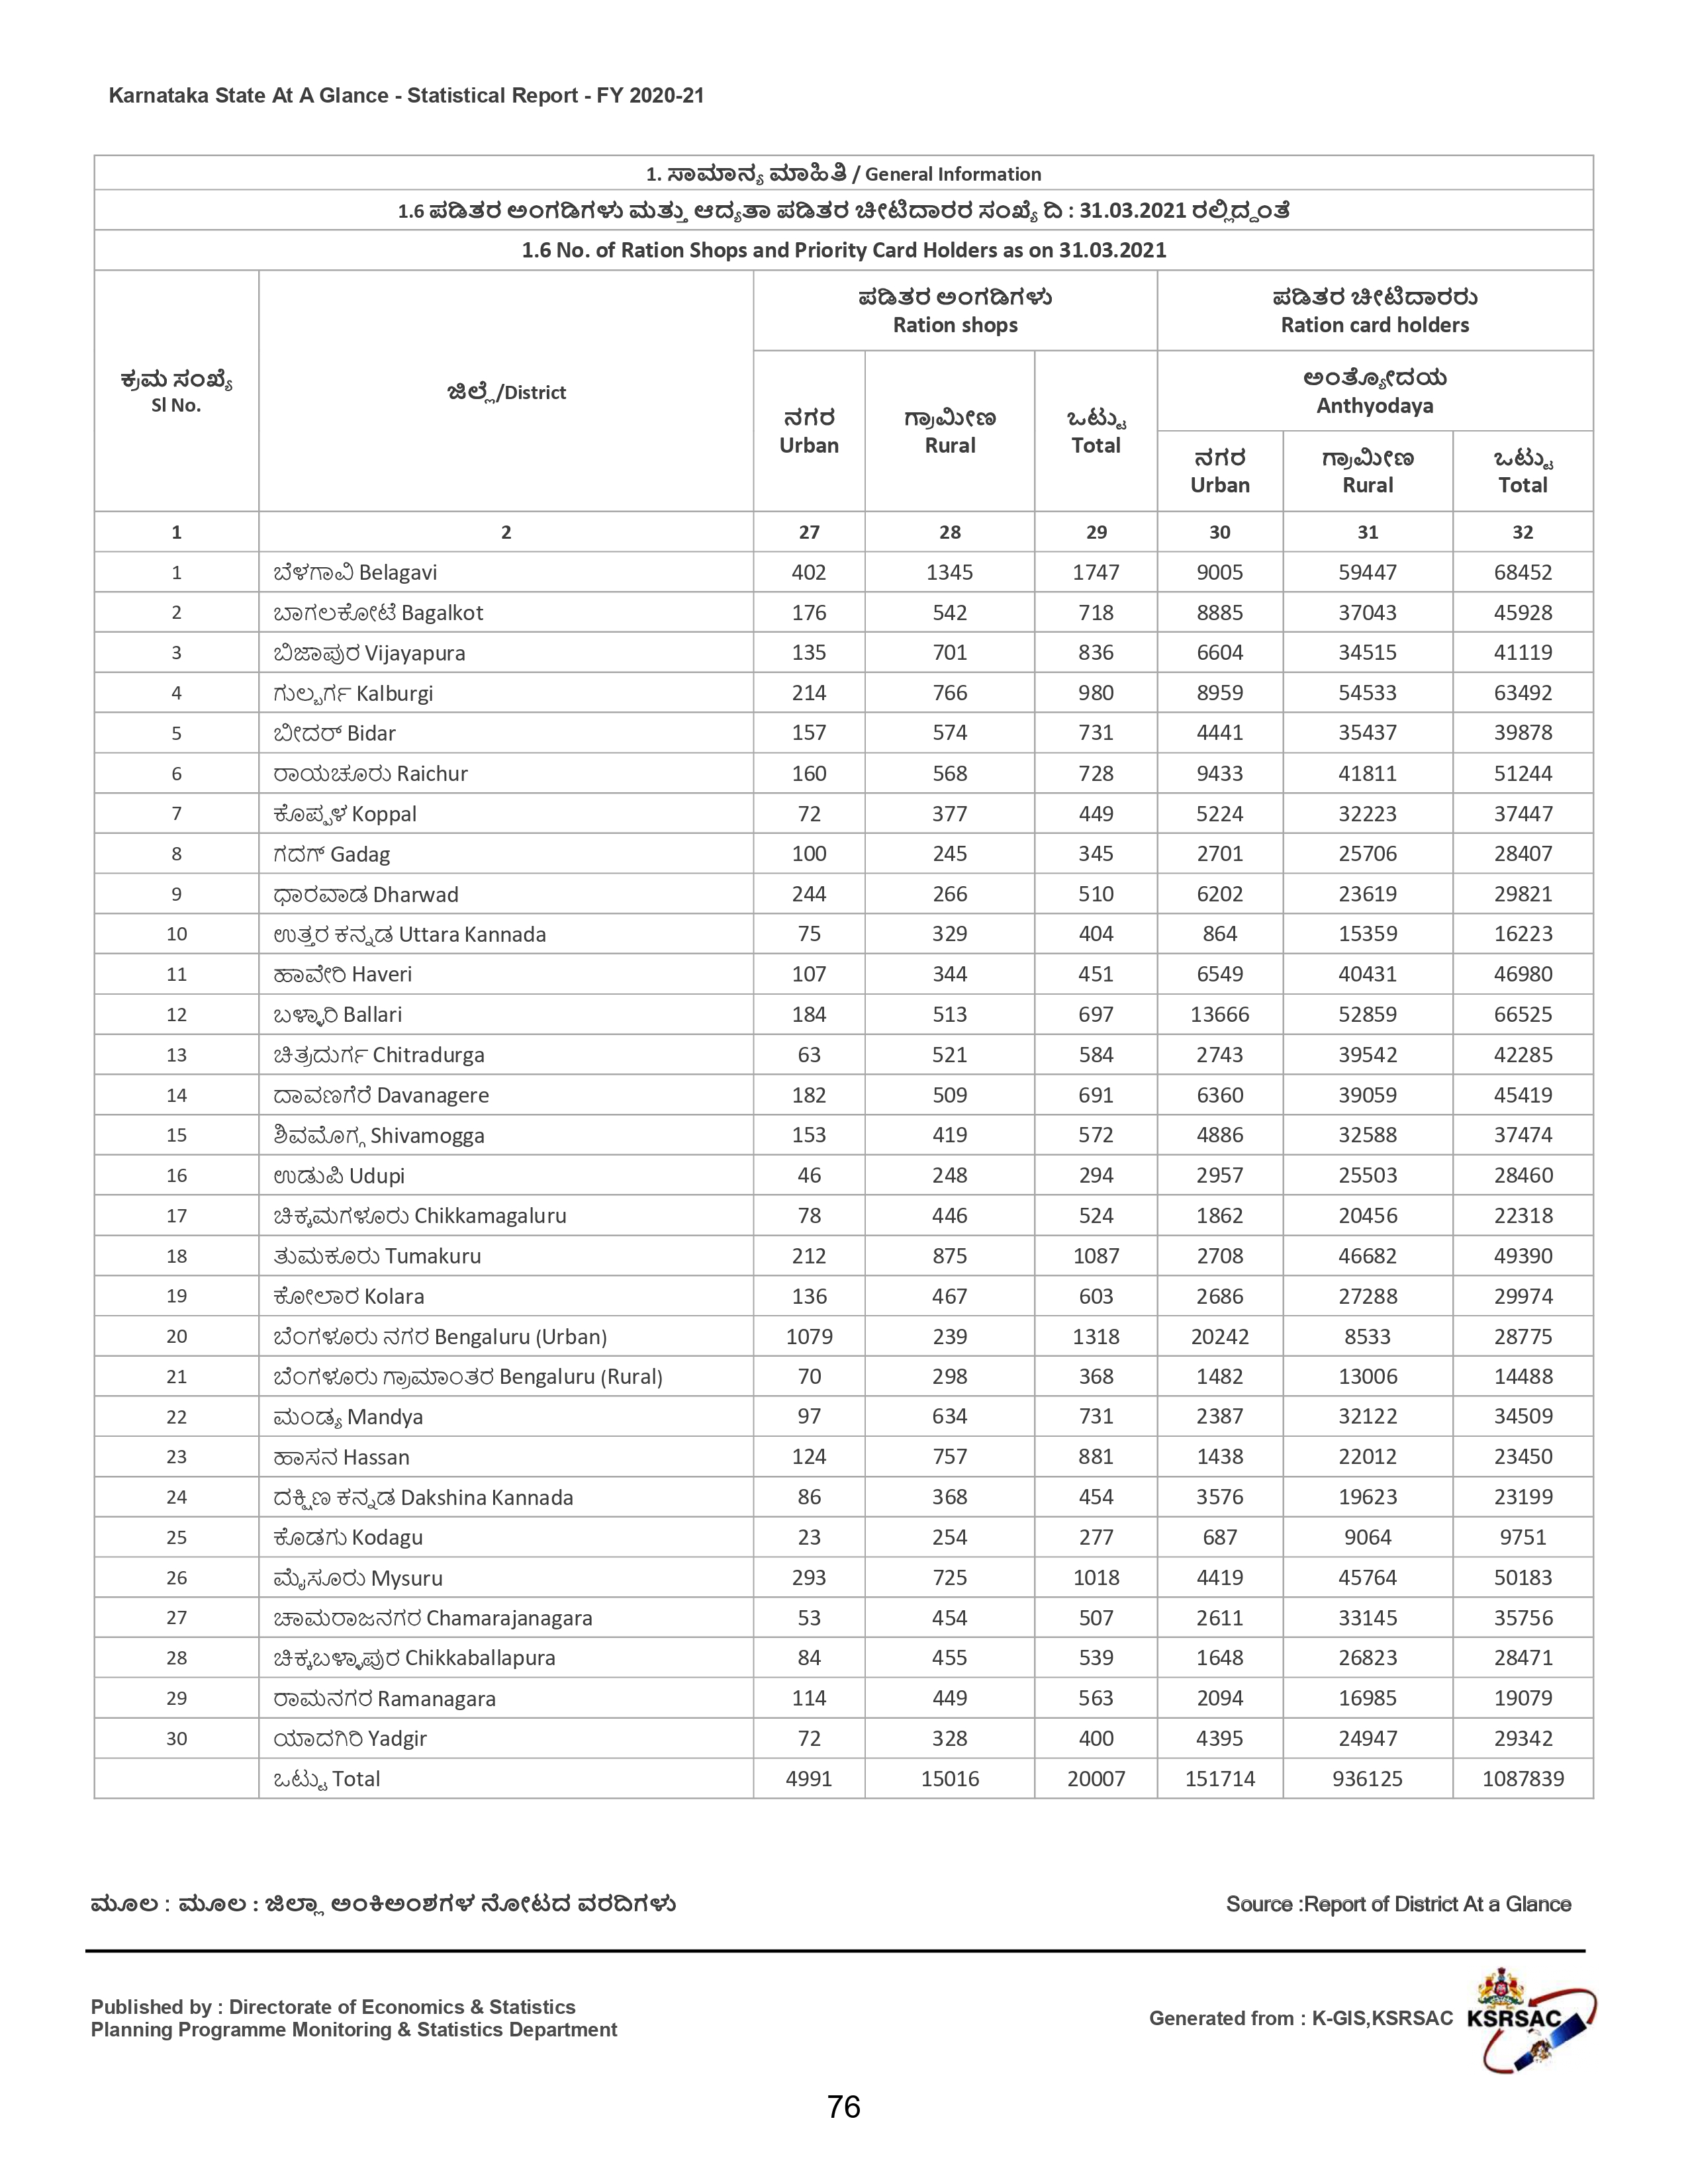 Karnataka State At A Glance - Statistical Report - FY 2020-21
1. ಸಾಮಾನ್ಯ ಮಾಹಿತಿ / General Information
1.6 ಪಡಿತರ ಅಂಗಡಿಗಳು ಮತ್ತು ಆದ್ಯತಾ ಪಡಿತರ ಚೀಟಿದಾರರ ಸಂಖ್ಯೆ ದಿ : 31.03.2021 ರಲ್ಲಿದ್ದಂತೆ
1.6 No. of Ration Shops and Priority Card Holders as on 31.03.2021
ಕ್ರಮ ಸಂಖ್ಯೆ
Sl No.
ಜಿಲ್ಲೆ/District
ಪಡಿತರ ಅಂಗಡಿಗಳು
Ration shops
ಪಡಿತರ ಚೀಟಿದಾರರು
Ration card holders
ನಗರ
Urban
ಗ್ರಾಮೀಣ
Rural
ಒಟ್ಟು
Total
ಅಂತ್ಯೋದಯ
Anthyodaya
ನಗರ
Urban
ಗ್ರಾಮೀಣ
Rural
ಒಟ್ಟು
Total
1 2 27 28 29 30 31 32
1 ಬೆಳಗಾವಿ Belagavi 402 1345 1747 9005 59447 68452
2 ಬಾಗಲಕೋಟೆ Bagalkot 176 542 718 8885 37043 45928
3 ಬಿಜಾಪುರ Vijayapura 135 701 836 6604 34515 41119
4 ಗುಲ್ಬರ್ಗ Kalburgi 214 766 980 8959 54533 63492
5 ಬೀದರ್ Bidar 157 574 731 4441 35437 39878
6 ರಾಯಚೂರು Raichur 160 568 728 9433 41811 51244
7 ಕೊಪ್ಪಳ Koppal 72 377 449 5224 32223 37447
8 ಗದಗ್ Gadag 100 245 345 2701 25706 28407
9 ಧಾರವಾಡ Dharwad 244 266 510 6202 23619 29821
10 ಉತ್ತರ ಕನ್ನಡ Uttara Kannada 75 329 404 864 15359 16223
11 ಹಾವೇರಿ Haveri 107 344 451 6549 40431 46980
12 ಬಳ್ಳಾರಿ Ballari 184 513 697 13666 52859 66525
13 ಚಿತ್ರದುರ್ಗ Chitradurga 63 521 584 2743 39542 42285
14 ದಾವಣಗೆರೆ Davanagere 182 509 691 6360 39059 45419
15 ಶಿವಮೊಗ್ಗ Shivamogga 153 419 572 4886 32588 37474
16 ಉಡುಪಿ Udupi 46 248 294 2957 25503 28460
17 ಚಿಕ್ಕಮಗಳೂರು Chikkamagaluru 78 446 524 1862 20456 22318
18 ತುಮಕೂರು Tumakuru 212 875 1087 2708 46682 49390
19 ಕೋಲಾರ Kolara 136 467 603 2686 27288 29974
20 ಬೆಂಗಳೂರು ನಗರ Bengaluru (Urban) 1079 239 1318 20242 8533 28775
21 ಬೆಂಗಳೂರು ಗ್ರಾಮಾಂತರ Bengaluru (Rural) 70 298 368 1482 13006 14488
22 ಮಂಡ್ಯ Mandya 97 634 731 2387 32122 34509
23 ಹಾಸನ Hassan 124 757 881 1438 22012 23450
24 ದಕ್ಷಿಣ ಕನ್ನಡ Dakshina Kannada 86 368 454 3576 19623 23199
25 ಕೊಡಗು Kodagu 23 254 277 687 9064 9751
26 ಮೈಸೂರು Mysuru 293 725 1018 4419 45764 50183
27 ಚಾಮರಾಜನಗರ Chamarajanagara 53 454 507 2611 33145 35756
28 ಚಿಕ್ಕಬಳ್ಳಾಪುರ Chikkaballapura 84 455 539 1648 26823 28471
29 ರಾಮನಗರ Ramanagara 114 449 563 2094 16985 19079
30 ಯಾದಗಿರಿ Yadgir 72 328 400 4395 24947 29342
ಒಟ್ಟು Total 4991 15016 20007 151714 936125 1087839
ಮೂಲ : ಮೂಲ : ಜಿಲ್ಲಾ ಅಂಕಿಅಂಶಗಳ ನೋಟದ ವರದಿಗಳು Source :Report of District At a Glance
Published by : Directorate of Economics & Statistics
Planning Programme Monitoring & Statistics Department
Generated from : K-GIS,KSRSAC
KSRSAC
76